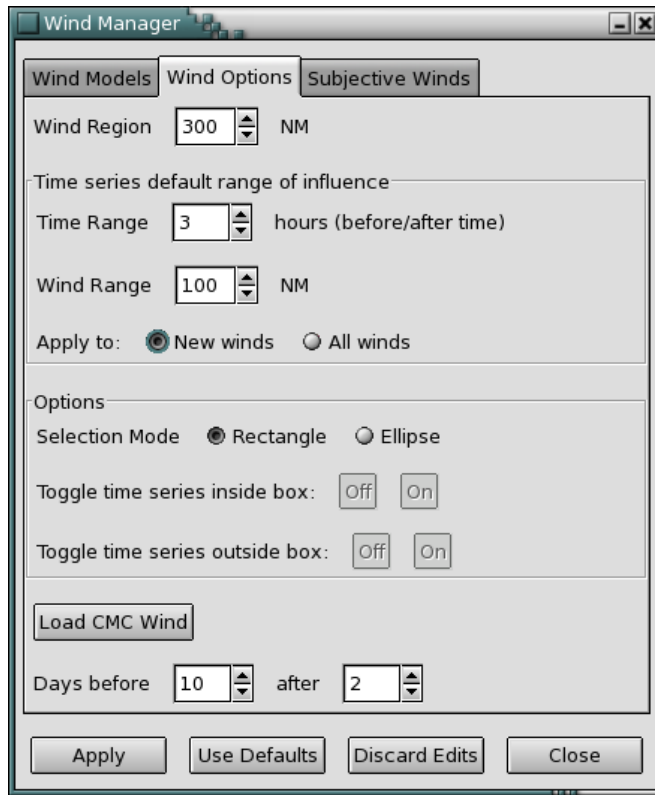 Wind Manager
Wind Models Wind Options Subjective Winds
Wind Region 300 NM
Time series default range of influence
Time Range 3 hours (before/after time)
Wind Range 100 NM
Apply to: New winds All winds
Options
Selection Mode Rectangle Ellipse
Toggle time series inside box: Off On
Toggle time series outside box: Off On
Load CMC Wind
Days before 10 after 2
Apply Use Defaults Discard Edits Close